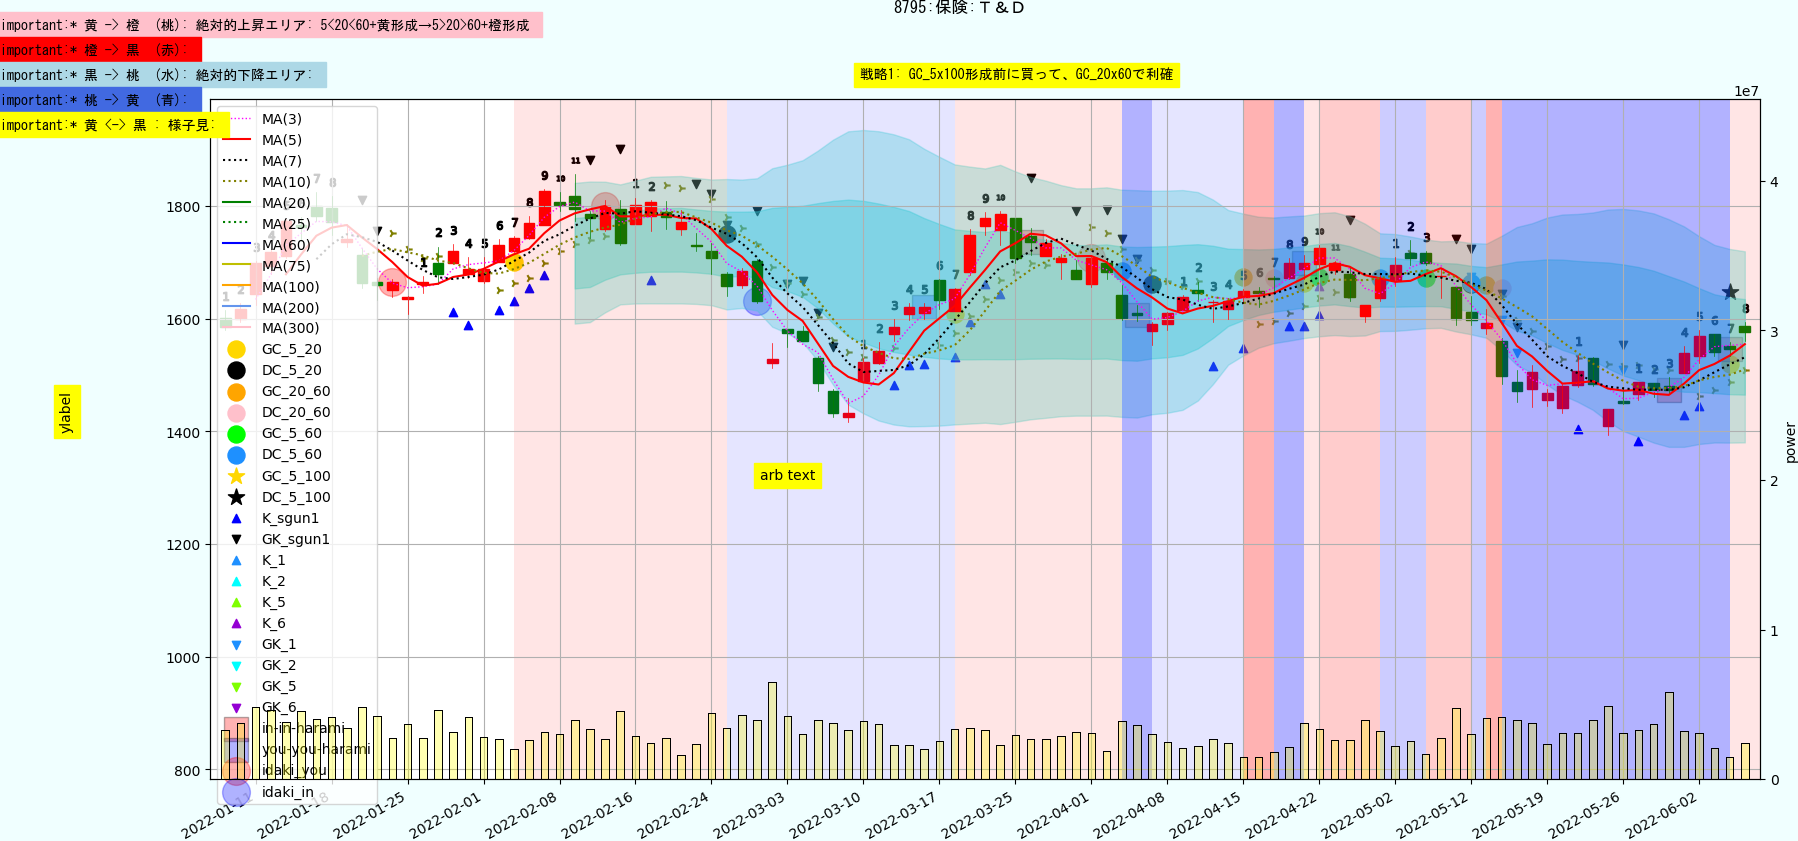 8795:保険:T＆D
important:* 黄 -> 橙 (桃): 絶対的上昇エリア: 5<20<60+黄形成→5>20>60+橙形成
important:* 橙 -> 黒 (赤):
important:* 黒 -> 桃 (水): 絶対的下降エリア:
戦略1: GC_5x100形成前に買って、GC_20x60で利確
important:* 桃 -> 黄 (青):
important:* 黄 <-> 黒 : 様子見:
1e7
MA(3)
MA(5)
MA(7)
MA(10)
MA(20)
MA(25)
MA(60)
MA(75)
MA(100)
MA(200)
MA(300)
GC_5_20
DC_5_20
GC_20_60
DC_20_60
GC_5_60
DC_5_60
GC_5_100
DC_5_100
K_sgun1
GK_sgun1
K_1
K_2
K_5
K_6
GK_1
GK_2
GK_5
GK_6
in-in-harami
you-you-harami
idaki_you
idaki_in
1800
1600
1400
1200
1000
800
ylabel
arb text
4
3
2
1
0
power
2022-01-11
2022-01-18
2022-01-25
2022-02-01
2022-02-08
2022-02-16
2022-02-24
2022-03-03
2022-03-10
2022-03-17
2022-03-25
2022-04-01
2022-04-08
2022-04-15
2022-04-22
2022-05-02
2022-05-12
2022-05-19
2022-05-26
2022-06-02